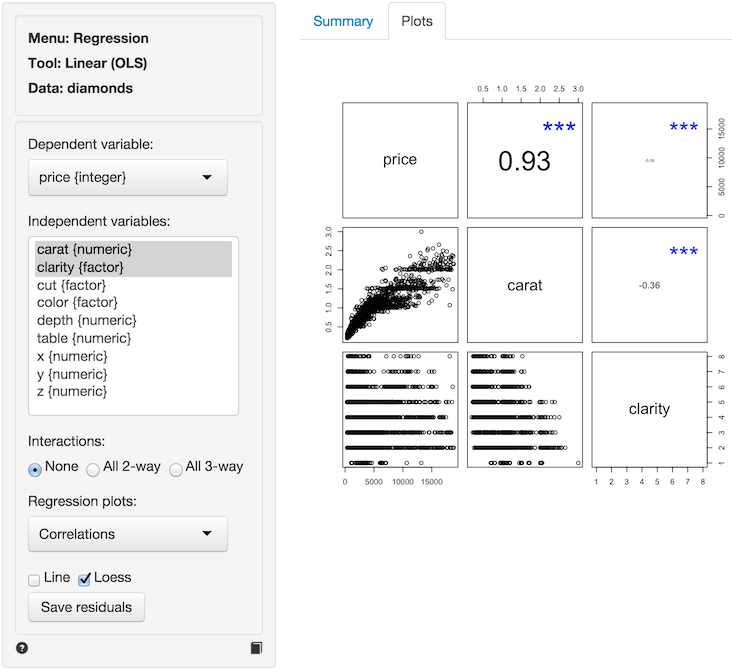 Menu: Regression
Tool: Linear (OLS)
Data: diamonds
Dependent variable:
price {integer}
Independent variables:
carat {numeric}
clarity {factor}
cut {factor}
color {factor}
depth {numeric}
table {numeric}
x {numeric}
y {numeric}
z {numeric}
Interactions:
None All 2-way All 3-way
Regression plots:
Correlations
Line Loess
Save residuals
?
Summary Plots
0.5 1.0 1.5 2.0 2.5 3.0
price
***
0.93
***
-0.16
0 5000 10000 15000
0.5 1.0 1.5 2.0 2.5 3.0
carat
***
-0.36
clarity
1 2 3 4 5 6 7 8
0 5000 10000 15000
1 2 3 4 5 6 7 8